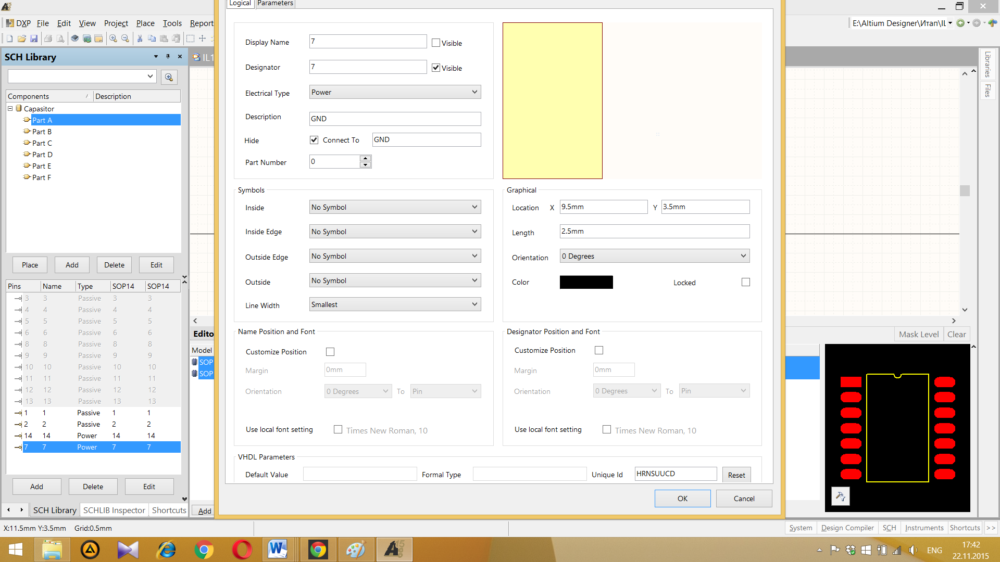 Logical
Parameters
DXP File Edit View Project Place Tools Report
E:\Altium Designer\Итап\IL
SCH Library
IL1
Components / Description
Capasitor
Part A
Part B
Part C
Part D
Part E
Part F
Place Add Delete Edit
Pins Name Type SOP14 SOP14
3 3 Passive 3 3
4 4 Passive 4 4
5 5 Passive 5 5
6 6 Passive 6 6
8 8 Passive 8 8
9 9 Passive 9 9
10 10 Passive 10 10
11 11 Passive 11 11
12 12 Passive 12 12
13 13 Passive 13 13
1 1 Passive 1 1
2 2 Passive 2 2
14 14 Power 14 14
7 7 Power 7 7
Add Delete Edit
SCH Library SCHLIB Inspector Shortcuts
X:11.5mm Y:3.5mm Grid:0.5mm
Edito
Model
SOP
SOP
Add
Display Name 7 Visible
Designator 7 Visible
Electrical Type Power
Description GND
Hide Connect To GND
Part Number 0
Symbols
Inside No Symbol
Inside Edge No Symbol
Outside Edge No Symbol
Outside No Symbol
Line Width Smallest
Graphical
Location X 9.5mm Y 3.5mm
Length 2.5mm
Orientation 0 Degrees
Color Locked
Name Position and Font
Customize Position
Margin 0mm
Orientation 0 Degrees To Pin
Use local font setting Times New Roman, 10
Designator Position and Font
Customize Position
Margin 0mm
Orientation 0 Degrees To Pin
Use local font setting Times New Roman, 10
VHDL Parameters
Default Value Formal Type Unique Id HRNSUUCD Reset
OK Cancel
Libraries
Files
Mask Level Clear
System Design Compiler SCH Instruments Shortcuts >>
ENG
17:42
22.11.2015